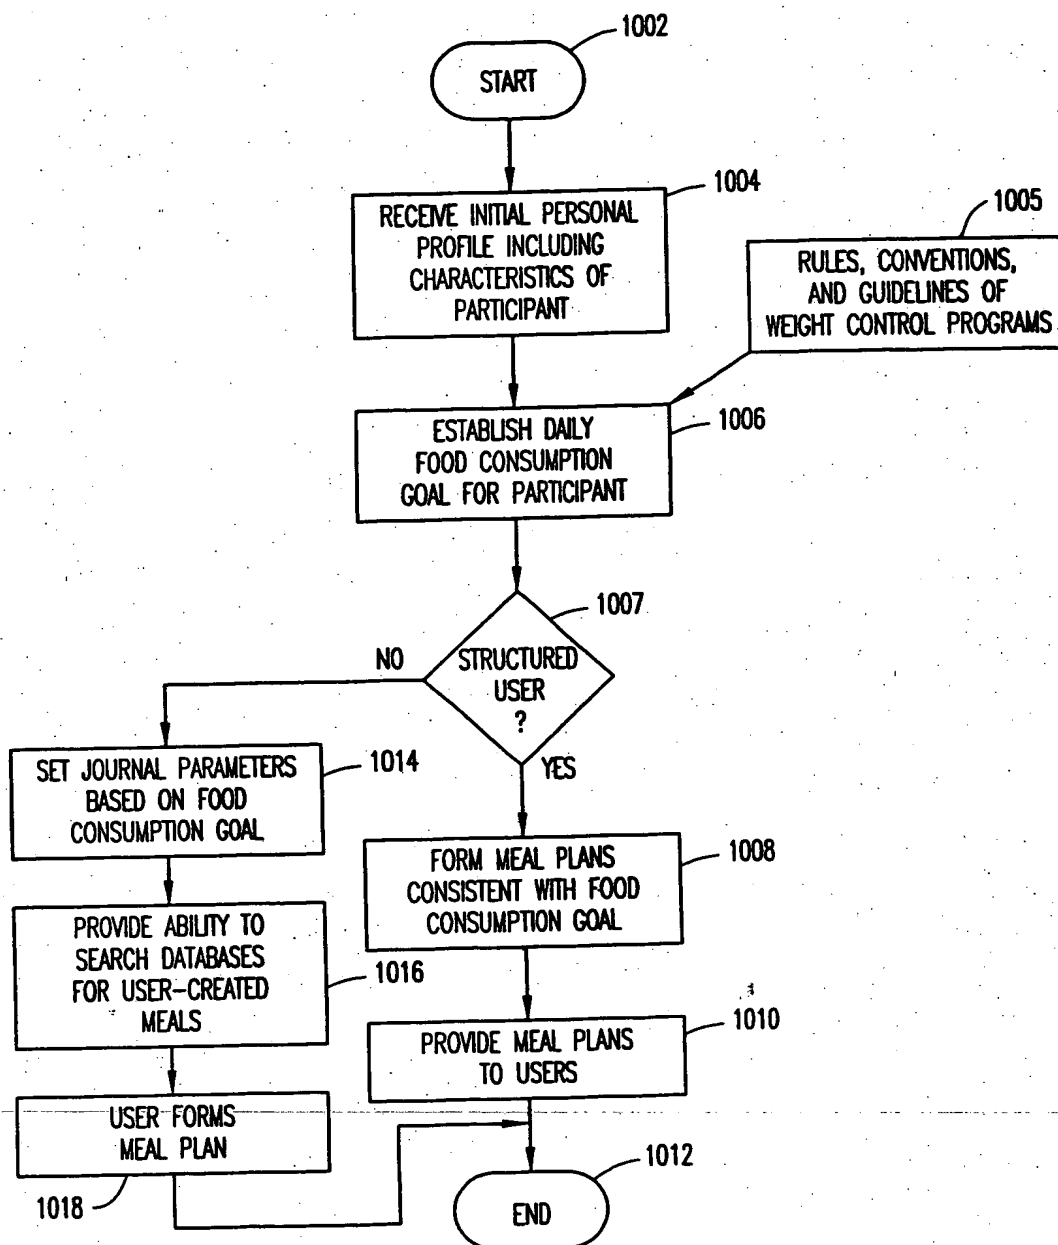 1002
START
1004
RECEIVE INITIAL PERSONAL
PROFILE INCLUDING
CHARACTERISTICS OF
PARTICIPANT
1005
RULES, CONVENTIONS,
AND GUIDELINES OF
WEIGHT CONTROL PROGRAMS
1006
ESTABLISH DAILY
FOOD CONSUMPTION
GOAL FOR PARTICIPANT
1007
STRUCTURED
USER
?
NO
YES
1014
SET JOURNAL PARAMETERS
BASED ON FOOD
CONSUMPTION GOAL
1008
FORM MEAL PLANS
CONSISTENT WITH FOOD
CONSUMPTION GOAL
1016
PROVIDE ABILITY TO
SEARCH DATABASES
FOR USER-CREATED
MEALS
1010
PROVIDE MEAL PLANS
TO USERS
USER FORMS
MEAL PLAN
1018
1012
END